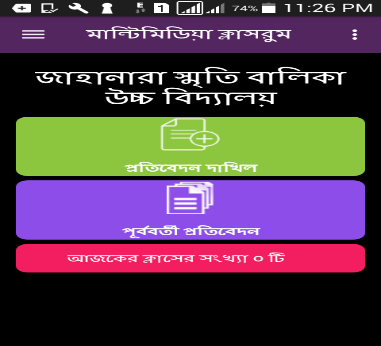 74% 11:26 PM
মাল্টিমিডিয়া ক্লাসরুম
জাহানারা স্মৃতি বালিকা
উচ্চ বিদ্যালয়
প্রতিবেদন দাখিল
পূর্ববর্তী প্রতিবেদন
আজকের ক্লাসের সংখ্যা ০ টি